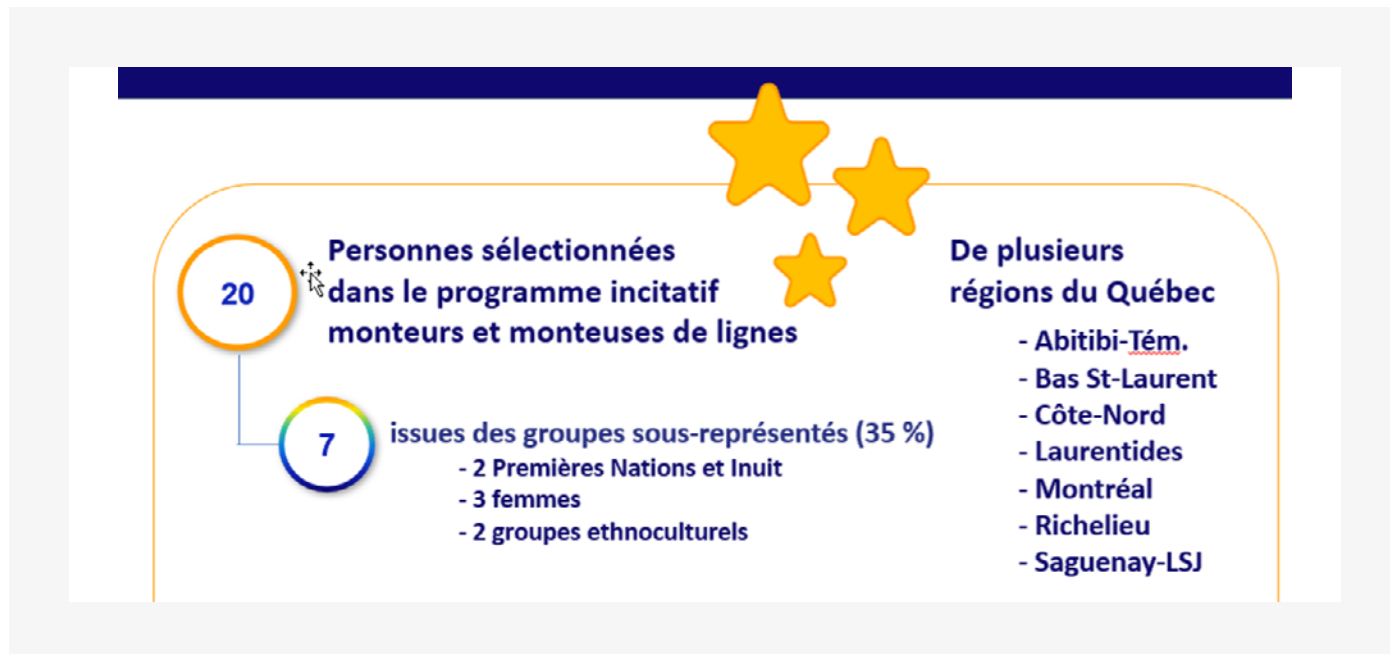 20
Personnes sélectionnées
dans le programme incitatif
monteurs et monteuses de lignes
7
issues des groupes sous-représentés (35 %)
- 2 Premières Nations et Inuit
- 3 femmes
- 2 groupes ethnoculturels
De plusieurs
régions du Québec
- Abitibi-Tém.
- Bas St-Laurent
- Côte-Nord
- Laurentides
- Montréal
- Richelieu
- Saguenay-LSJ